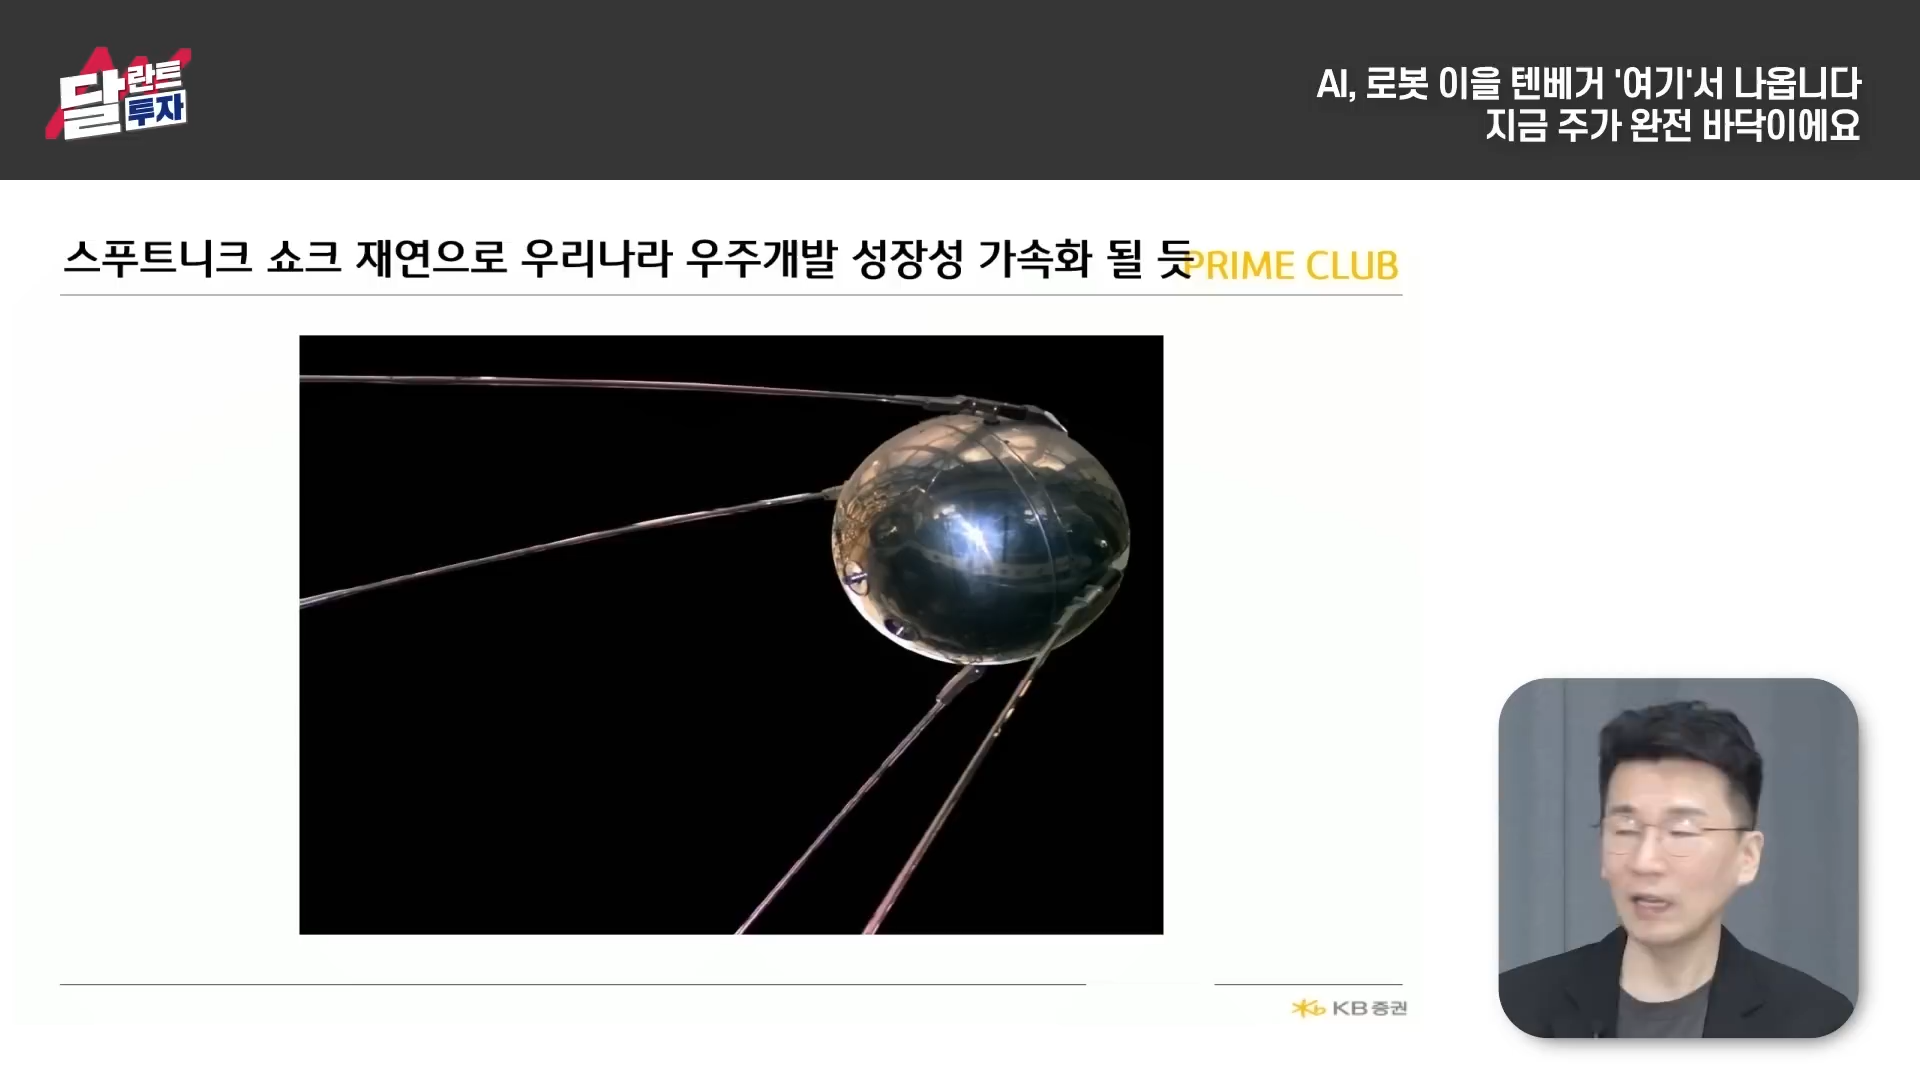 달란트
투자
AI, 로봇 이을 텐베거 '여기'서 나옵니다
지금 주가 완전 바닥이에요
스푸트니크 쇼크 재연으로 우리나라 우주개발 성장성 가속화 될 듯
PRIME CLUB
KB증권